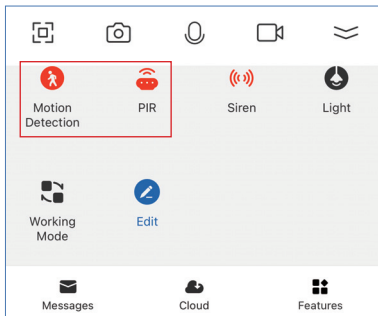 Motion
Detection
PIR
Siren
Light
Working
Mode
Edit
Messages
Cloud
Features